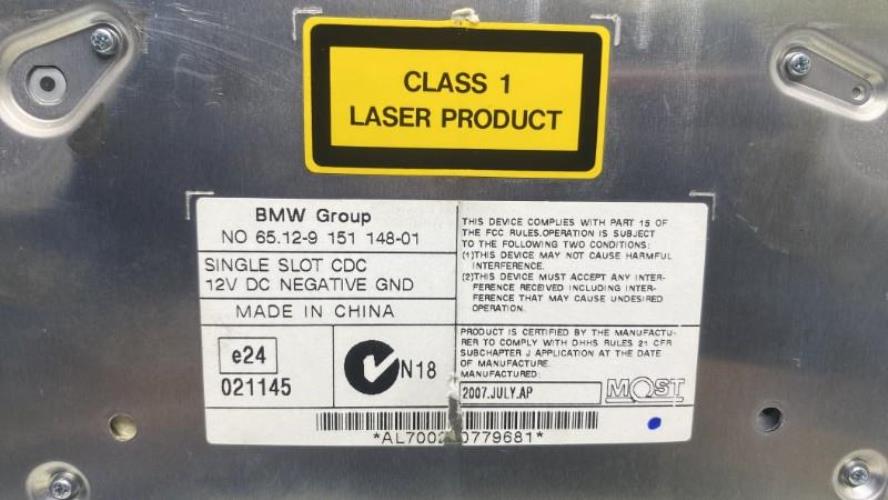 CLASS 1
LASER PRODUCT
BMW Group
NO 65.12-9 151 148-01
SINGLE SLOT CDC
12V DC NEGATIVE GND
MADE IN CHINA
e24
021145
N18
THIS DEVICE COMPLIES WITH PART 15 OF
THE FCC RULES.OPERATION IS SUBJECT
TO THE FOLLOWING TWO CONDITIONS:
(1)THIS DEVICE MAY NOT CAUSE HARMFUL
INTERFERENCE.
(2)THIS DEVICE MUST ACCEPT ANY INTER-
FERENCE RECEIVED INCLUDING INTER-
FERENCE THAT MAY CAUSE UNDESIRED
OPERATION.
PRODUCT IS CERTIFIED BY THE MANUFACTU-
RER TO COMPLY WITH DHHS RULES 21 CFR
SUBCHAPTER J APPLICATION AT THE DATE
OF MANUFACTURE.
MANUFACTURED:
2007.JULY.AP
MOST